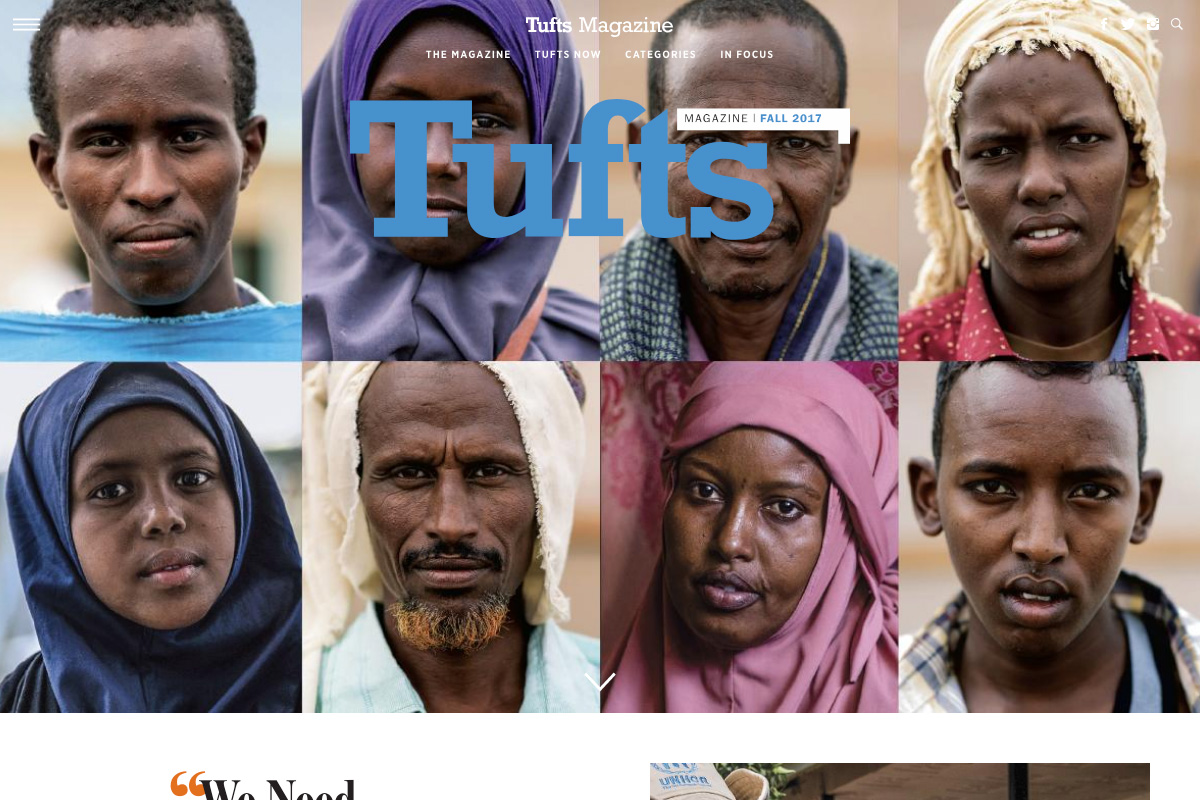 Tufts Magazine
THE MAGAZINE TUFTS NOW CATEGORIES IN FOCUS
Tufts
MAGAZINE | FALL 2017
“We Need
UNHCR